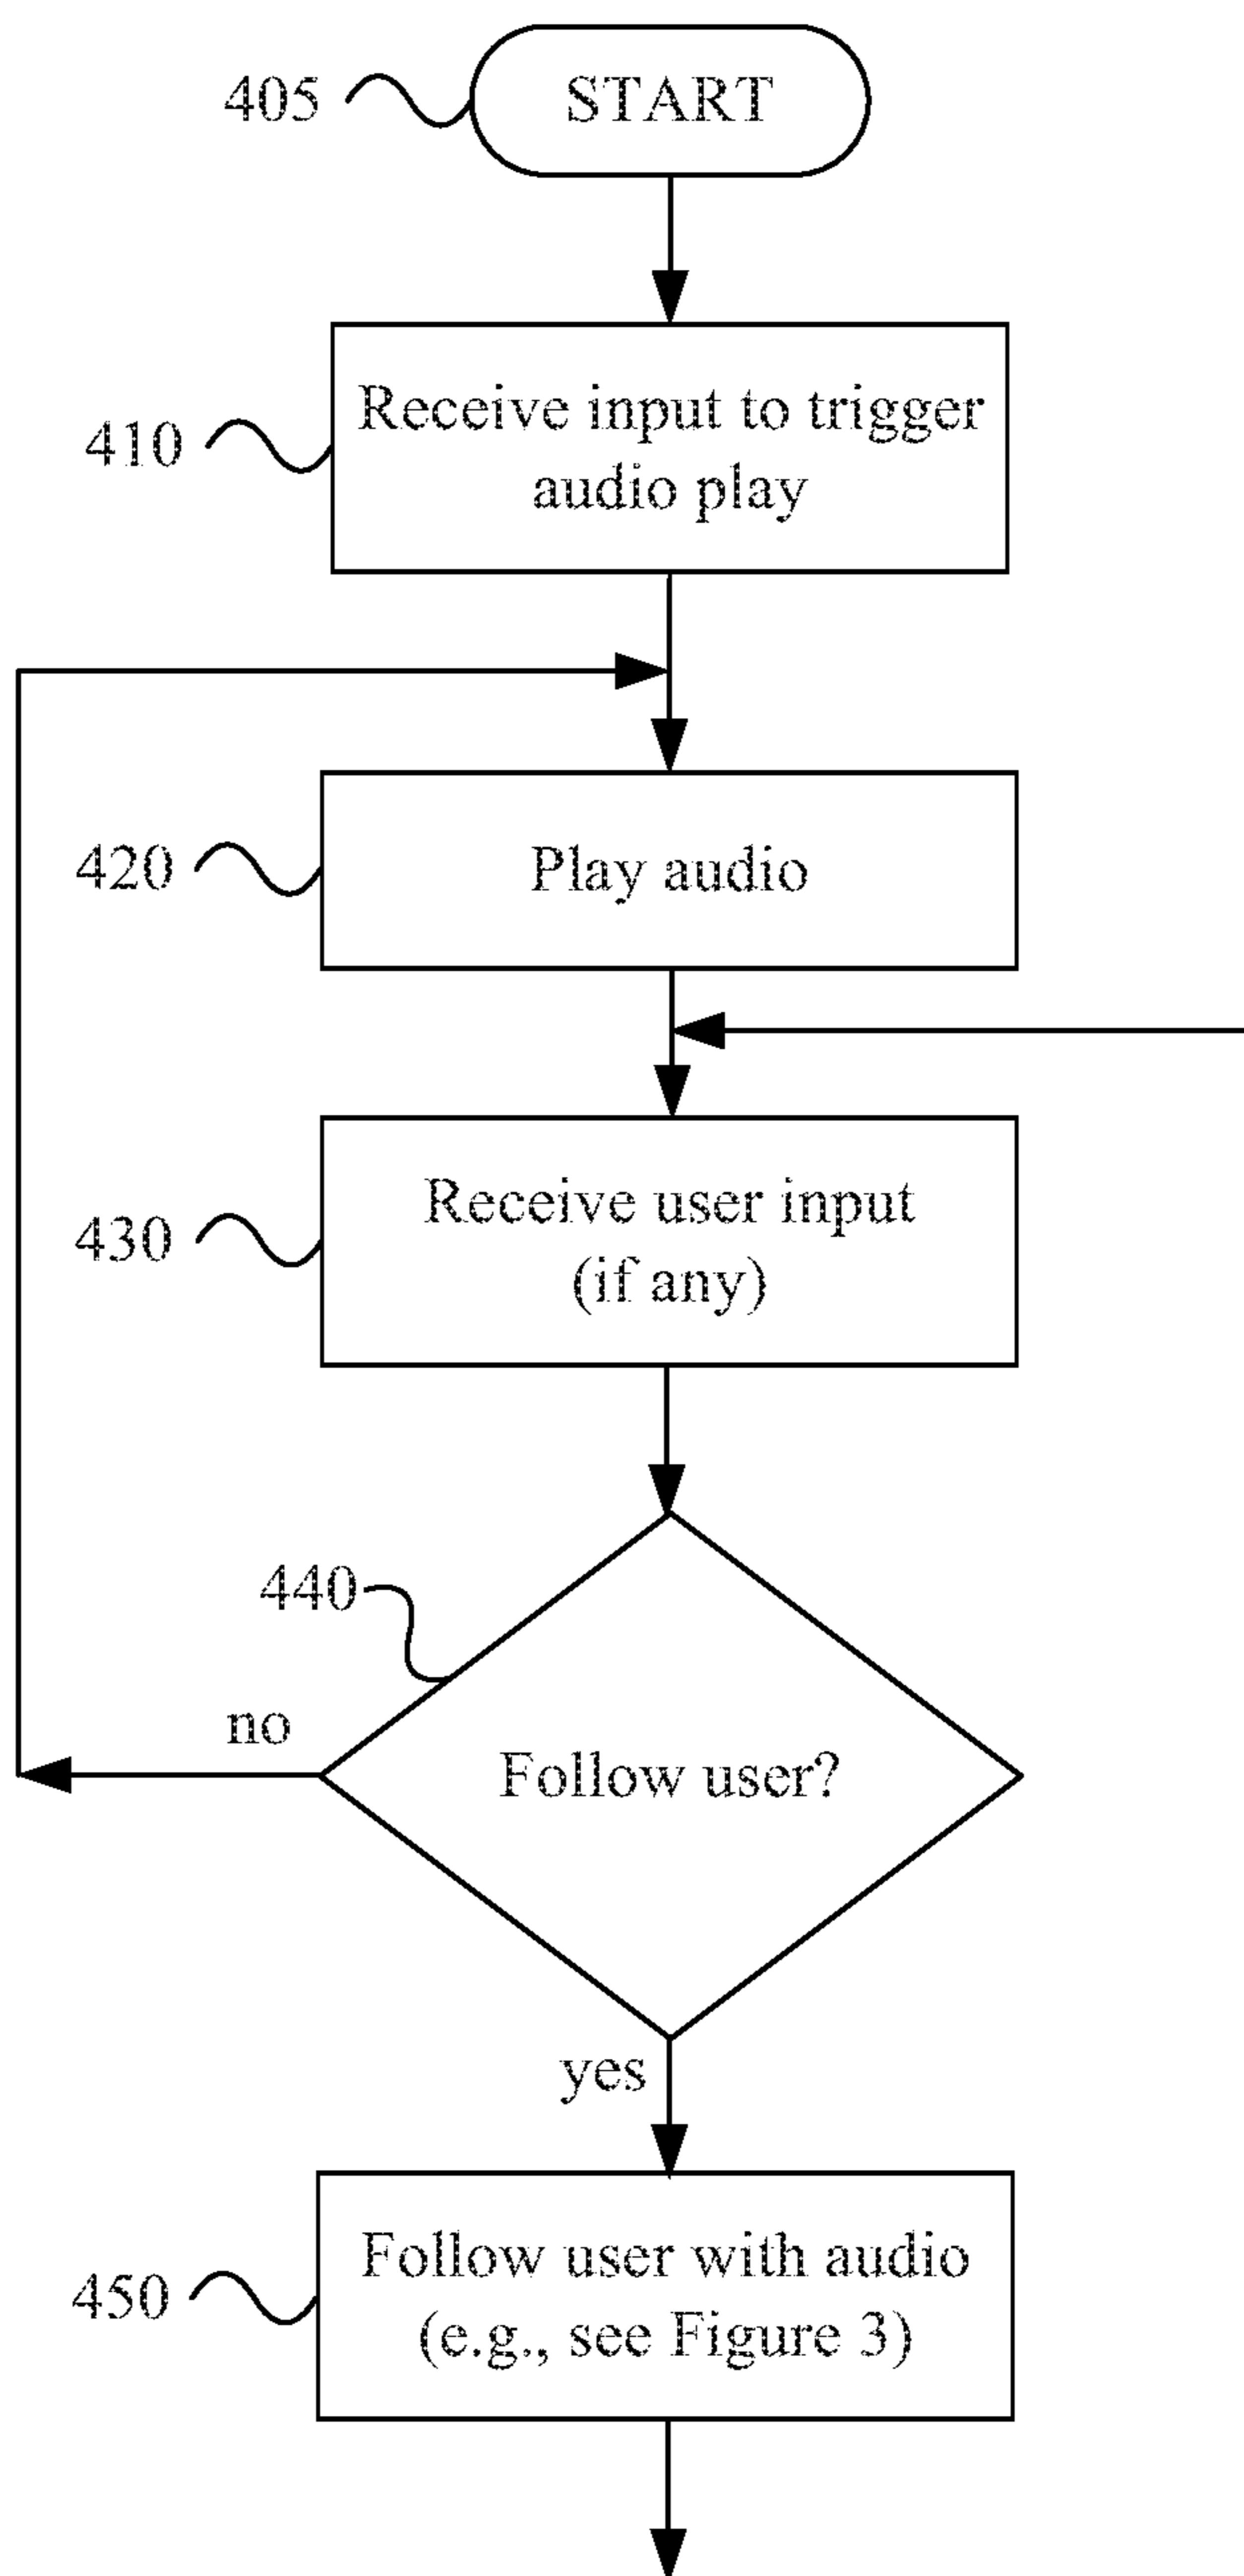 405
START
410
Receive input to trigger
audio play
420
Play audio
430
Receive user input
(if any)
440
no
Follow user?
yes
450
Follow user with audio
(e.g., see Figure 3)